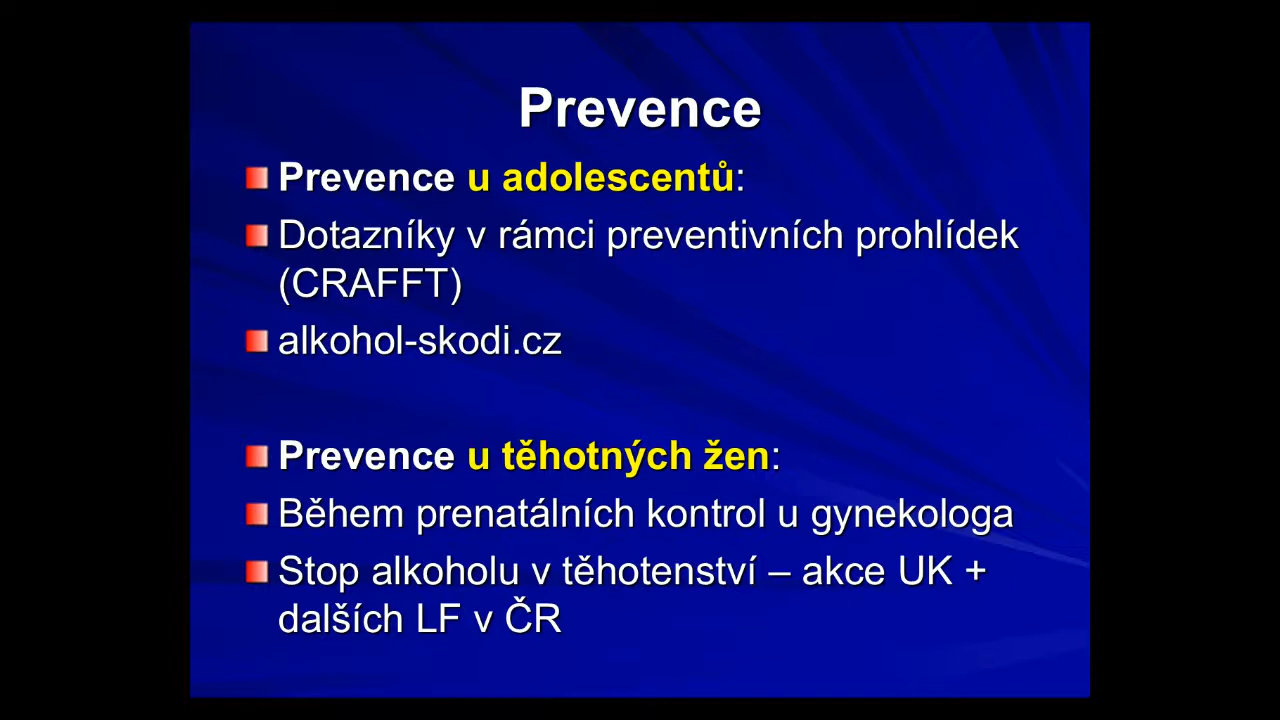 Prevence
Prevence u adolescentů:
Dotazníky v rámci preventivních prohlídek
(CRAFFT)
alkohol-skodi.cz
Prevence u těhotných žen:
Během prenatálních kontrol u gynekologa
Stop alkoholu v těhotenství – akce UK +
dalších LF v ČR